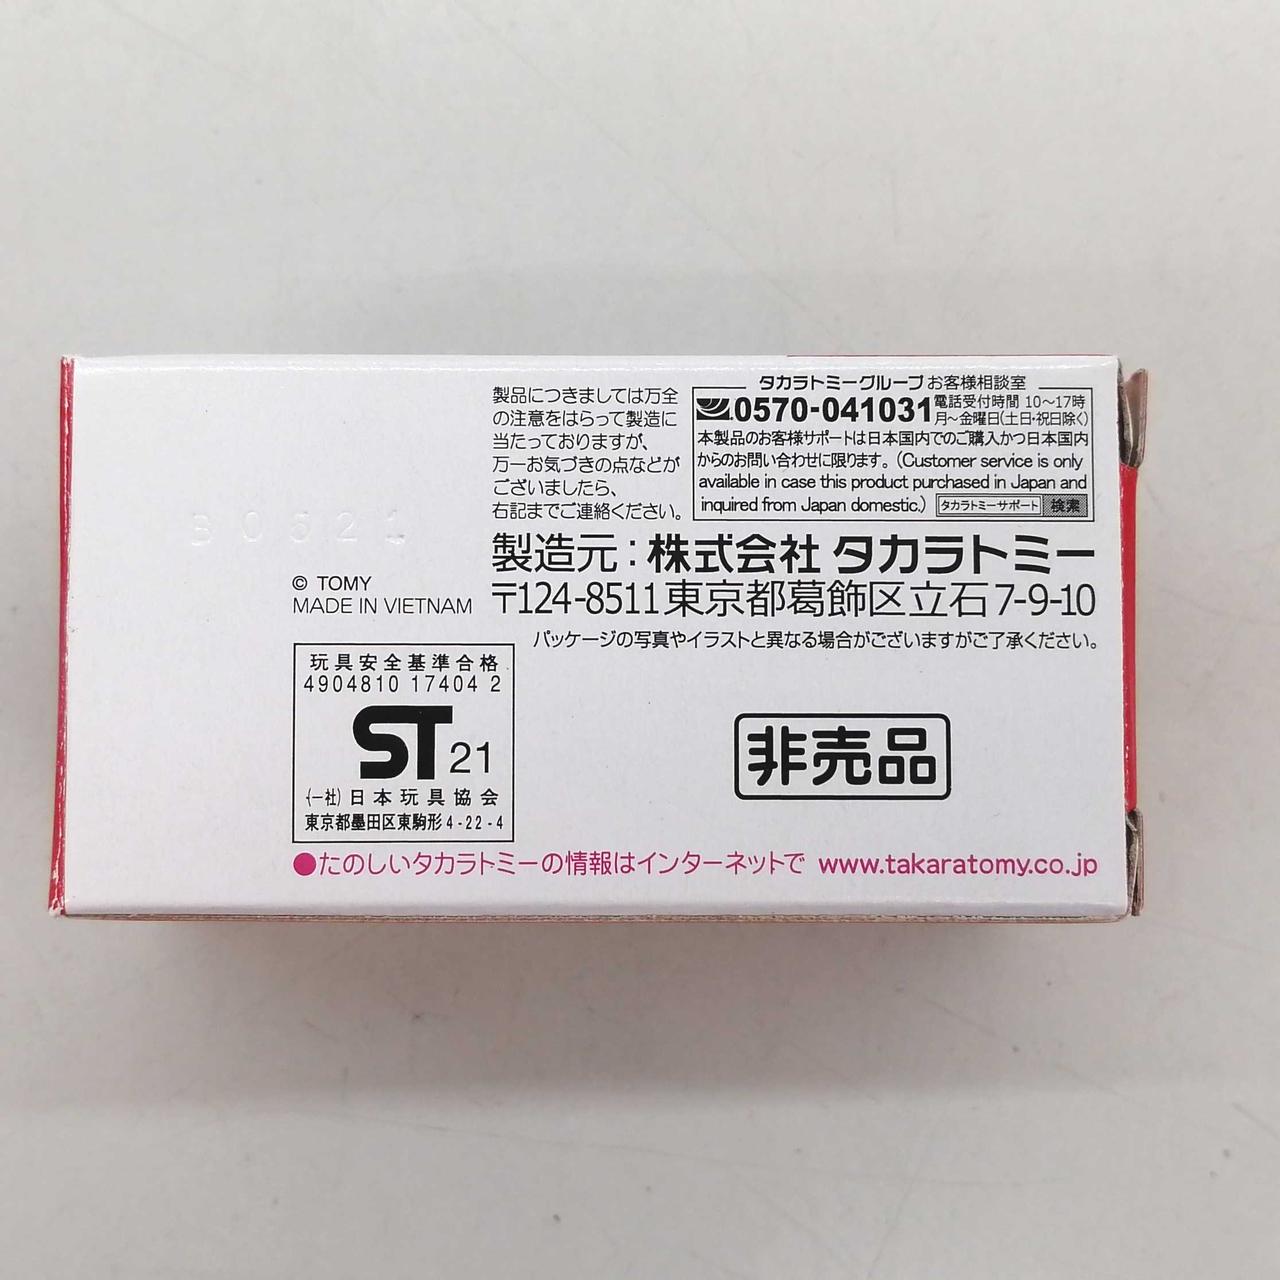 製品につきましては万全
の注意をはらって製造に
当たっておりますが、
万一お気づきの点などが
ございましたら、
右記までご連絡ください。
タカラトミーグループ お客様相談室
0570-041031 電話受付時間 10～17時
月～金曜日(土日・祝日除く)
本製品のお客様サポートは日本国内でのご購入かつ日本国内
からのお問い合わせに限ります。(Customer service is only
available in case this product purchased in Japan and
inquired from Japan domestic.) タカラトミーサポート 検索
製造元：株式会社 タカラトミー
〒124-8511 東京都葛飾区立石7-9-10
パッケージの写真やイラストと異なる場合がございますがご了承ください。
© TOMY
MADE IN VIETNAM
玩具安全基準合格
4904810 17404 2
ST 21
(一社)日本玩具協会
東京都墨田区東駒形4-22-4
非売品
●たのしいタカラトミーの情報はインターネットで www.takaratomy.co.jp